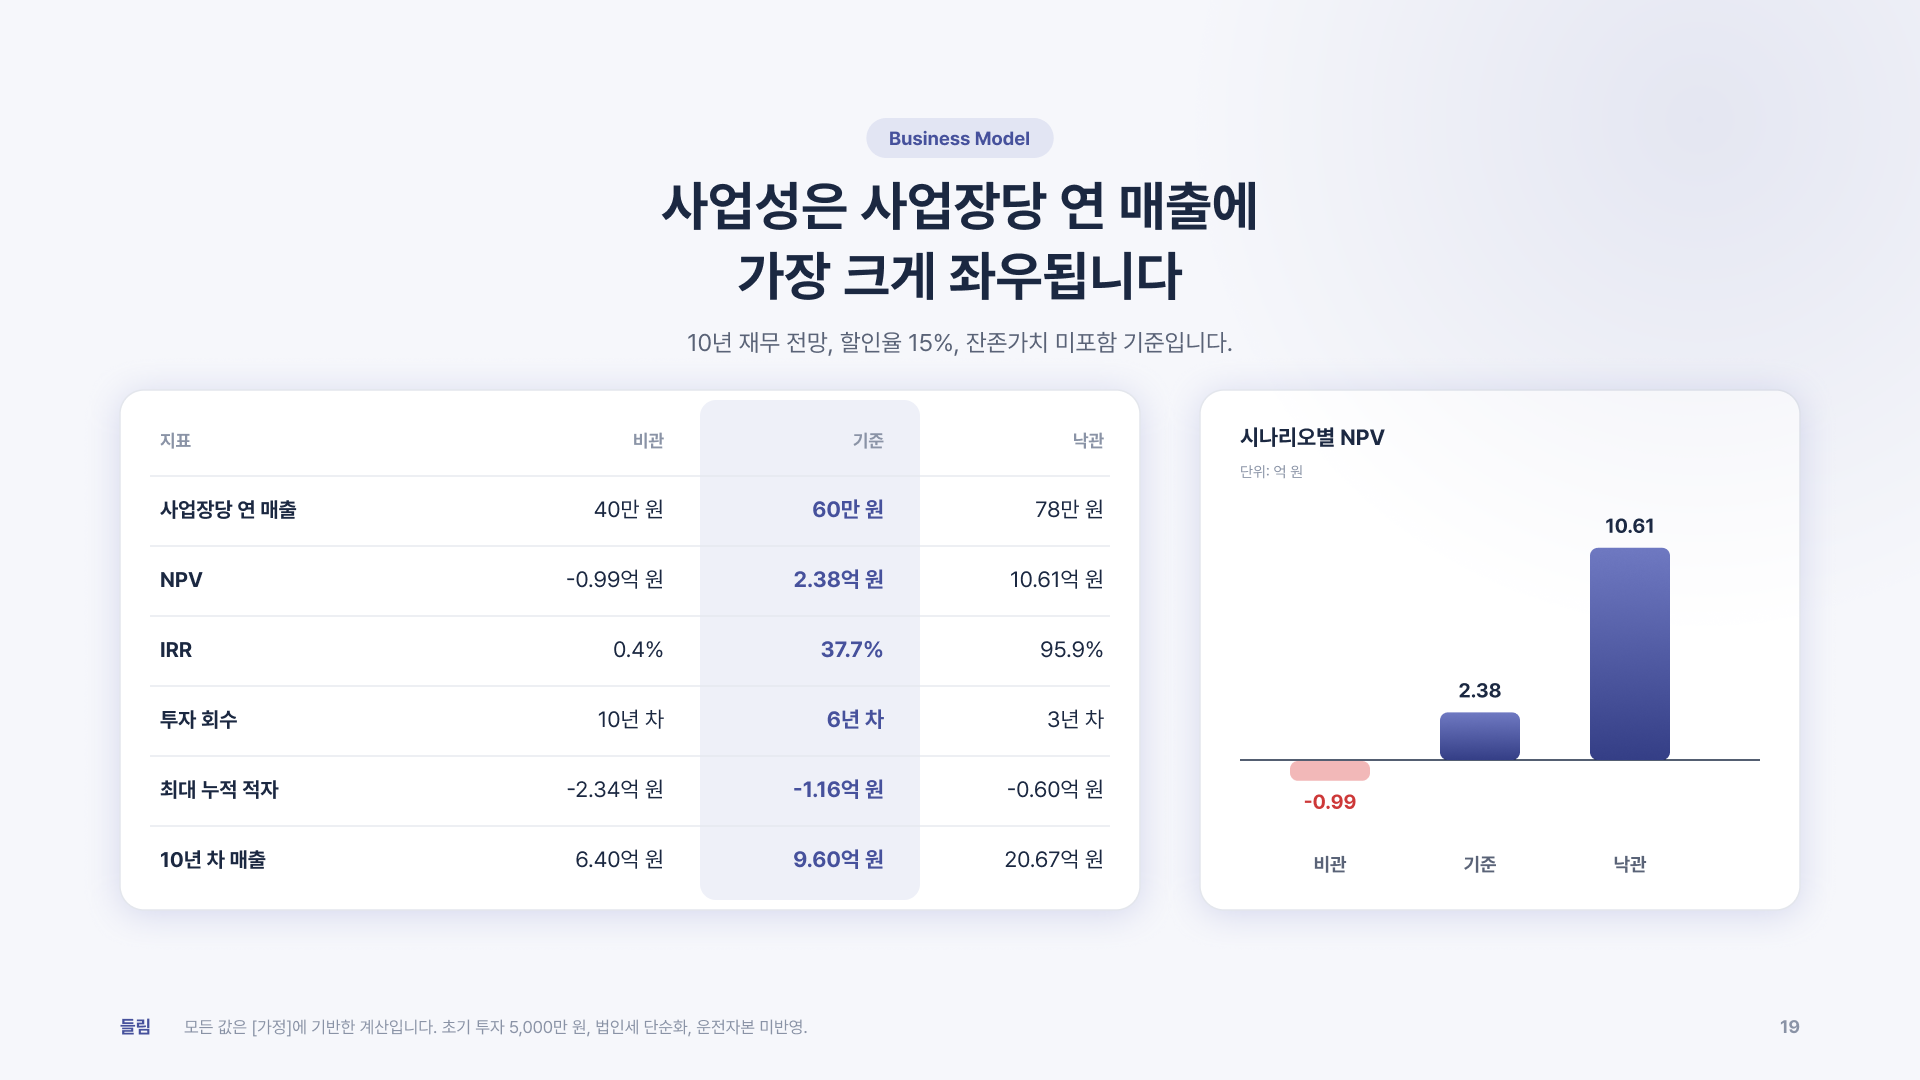 Business Model
사업성은 사업장당 연 매출에
가장 크게 좌우됩니다
10년 재무 전망, 할인율 15%, 잔존가치 미포함 기준입니다.
지표 비관 기준 낙관
사업장당 연 매출 40만 원 60만 원 78만 원
NPV -0.99억 원 2.38억 원 10.61억 원
IRR 0.4% 37.7% 95.9%
투자 회수 10년 차 6년 차 3년 차
최대 누적 적자 -2.34억 원 -1.16억 원 -0.60억 원
10년 차 매출 6.40억 원 9.60억 원 20.67억 원
시나리오별 NPV
단위: 억 원
10.61
2.38
-0.99
비관 기준 낙관
들림 모든 값은 [가정]에 기반한 계산입니다. 초기 투자 5,000만 원, 법인세 단순화, 운전자본 미반영.
19